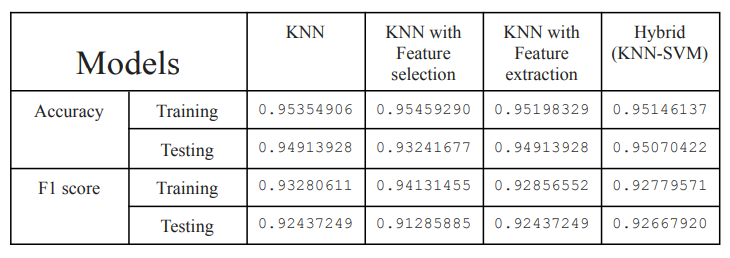 Models
KNN
KNN with
Feature
selection
KNN with
Feature
extraction
Hybrid
(KNN-SVM)
Accuracy
Training
0.95354906
0.95459290
0.95198329
0.95146137
Testing
0.94913928
0.93241677
0.94913928
0.95070422
F1 score
Training
0.93280611
0.94131455
0.92856552
0.92779571
Testing
0.92437249
0.91285885
0.92437249
0.92667920